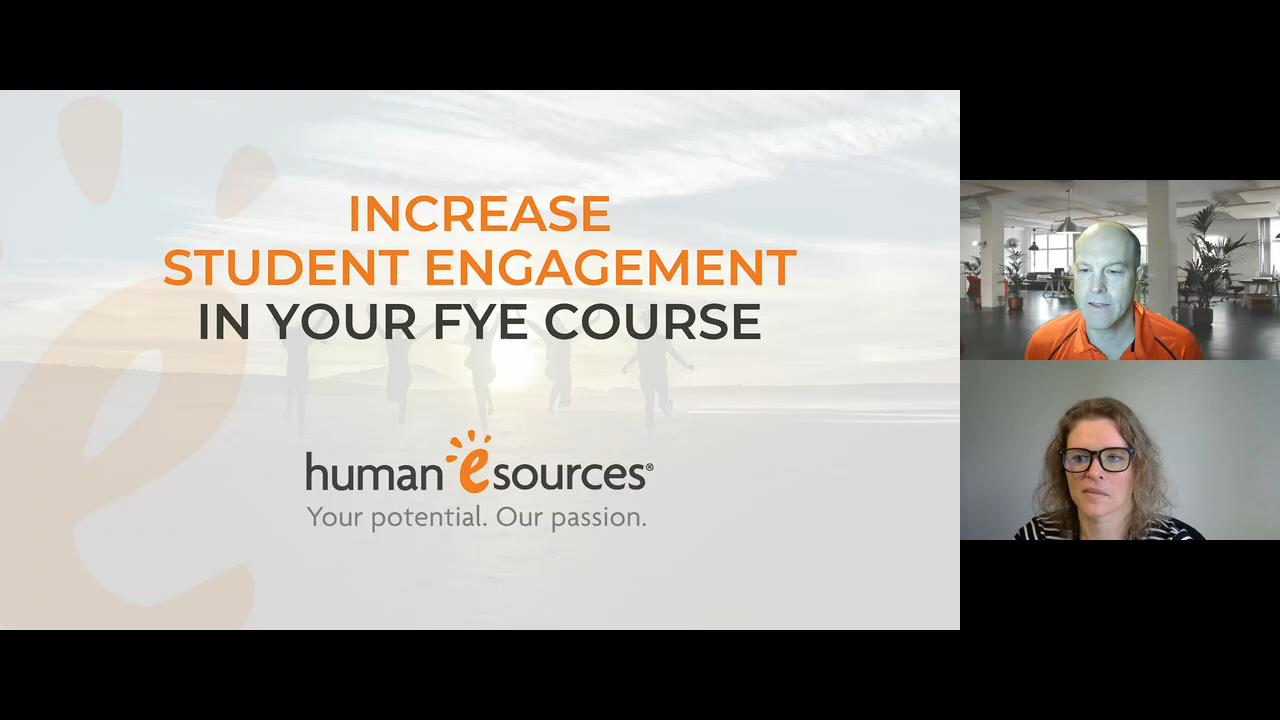 INCREASE
STUDENT ENGAGEMENT
IN YOUR FYE COURSE
human esources®
Your potential. Our passion.